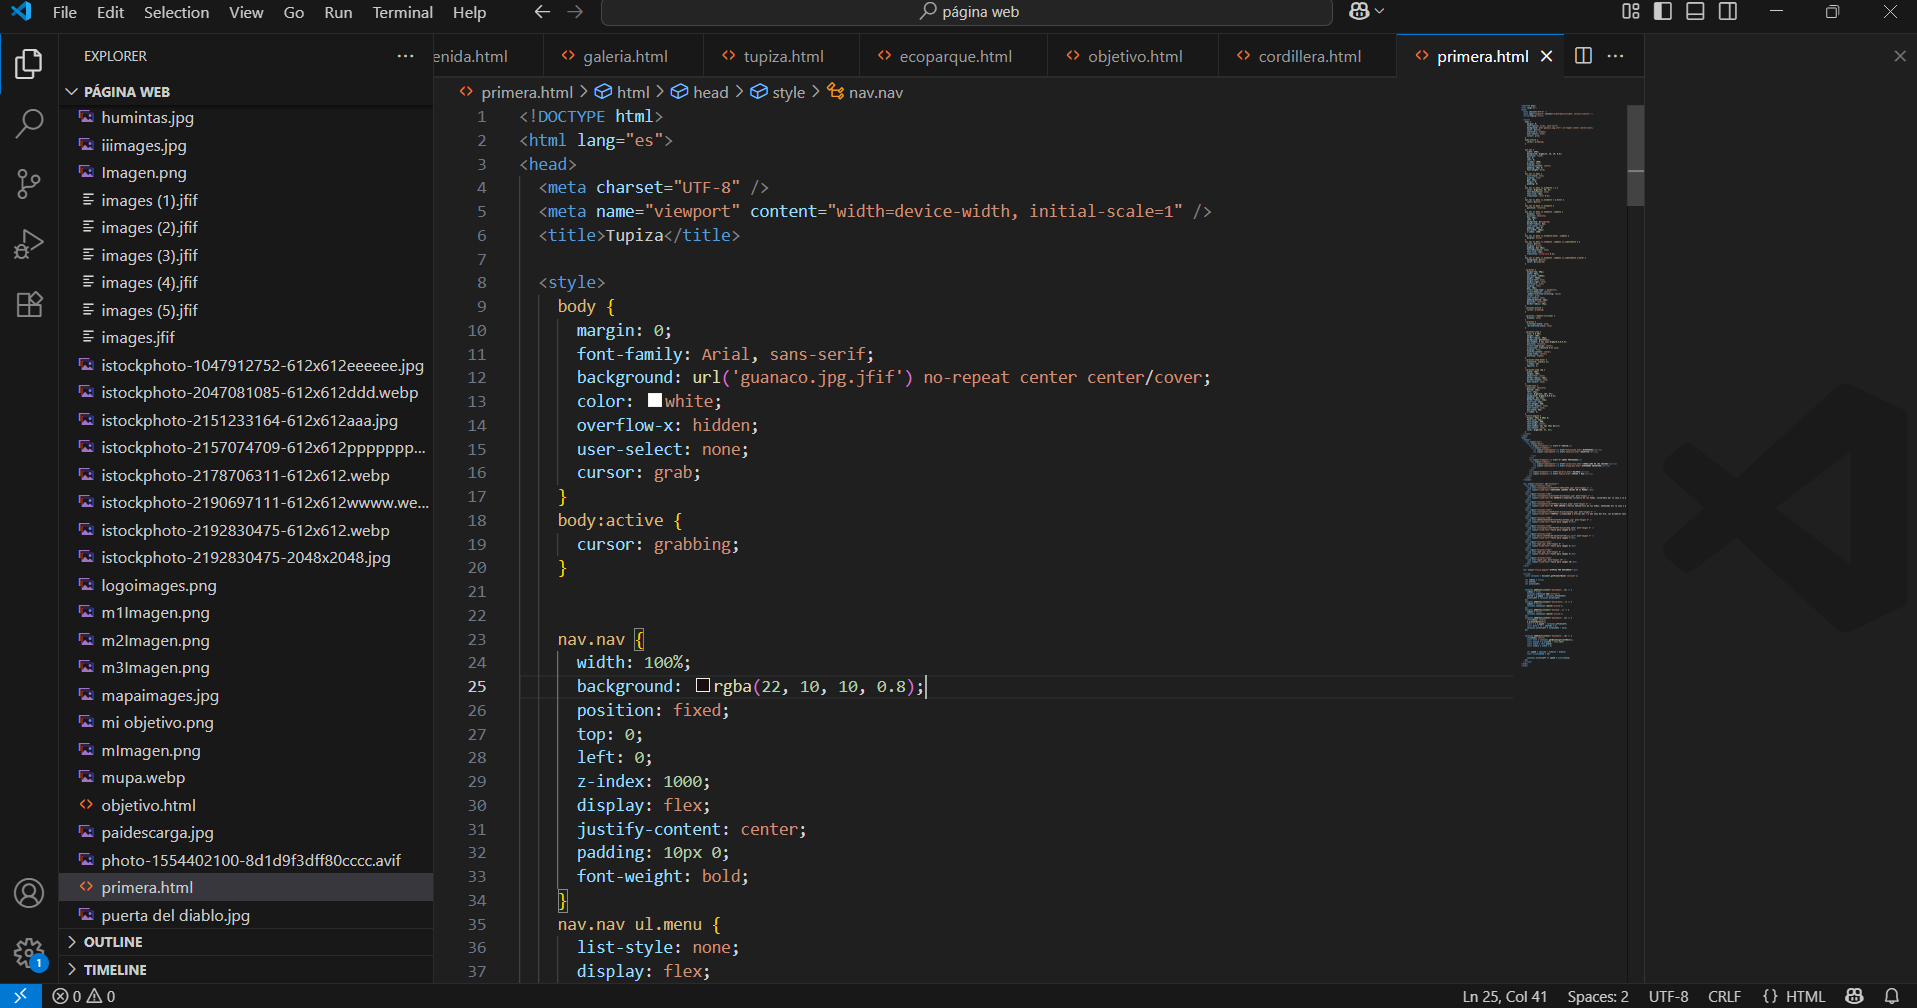 File Edit Selection View Go Run Terminal Help
página web
EXPLORER
PÁGINA WEB
humintas.jpg
iiimages.jpg
Imagen.png
images (1).jfif
images (2).jfif
images (3).jfif
images (4).jfif
images (5).jfif
images.jfif
istockphoto-1047912752-612x612eeeeee.jpg
istockphoto-2047081085-612x612ddd.webp
istockphoto-2151233164-612x612aaa.jpg
istockphoto-2157074709-612x612ppppppp...
istockphoto-2178706311-612x612.webp
istockphoto-2190697111-612x612wwww.we...
istockphoto-2192830475-612x612.webp
istockphoto-2192830475-2048x2048.jpg
logoimages.png
m1Imagen.png
m2Imagen.png
m3Imagen.png
mapaimages.jpg
mi objetivo.png
mImagen.png
mupa.webp
objetivo.html
paidescarga.jpg
photo-1554402100-8d1d9f3dff80cccc.avif
primera.html
puerta del diablo.jpg
OUTLINE
TIMELINE
enida.html galeria.html tupiza.html ecoparque.html objetivo.html cordillera.html primera.html
primera.html > html > head > style > nav.nav
1 <!DOCTYPE html>
2 <html lang="es">
3 <head>
4 <meta charset="UTF-8" />
5 <meta name="viewport" content="width=device-width, initial-scale=1" />
6 <title>Tupiza</title>
7
8 <style>
9 body {
10 margin: 0;
11 font-family: Arial, sans-serif;
12 background: url('guanaco.jpg.jfif') no-repeat center center/cover;
13 color: white;
14 overflow-x: hidden;
15 user-select: none;
16 cursor: grab;
17 }
18 body:active {
19 cursor: grabbing;
20 }
21
22
23 nav.nav {
24 width: 100%;
25 background: rgba(22, 10, 10, 0.8);
26 position: fixed;
27 top: 0;
28 left: 0;
29 z-index: 1000;
30 display: flex;
31 justify-content: center;
32 padding: 10px 0;
33 font-weight: bold;
34 }
35 nav.nav ul.menu {
36 list-style: none;
37 display: flex;
1
0 0
Ln 25, Col 41 Spaces: 2 UTF-8 CRLF {} HTML